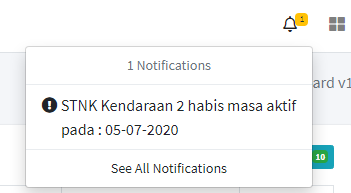 1
1 Notifications
ard v1
STNK Kendaraan 2 habis masa aktif
pada : 05-07-2020
10
See All Notifications